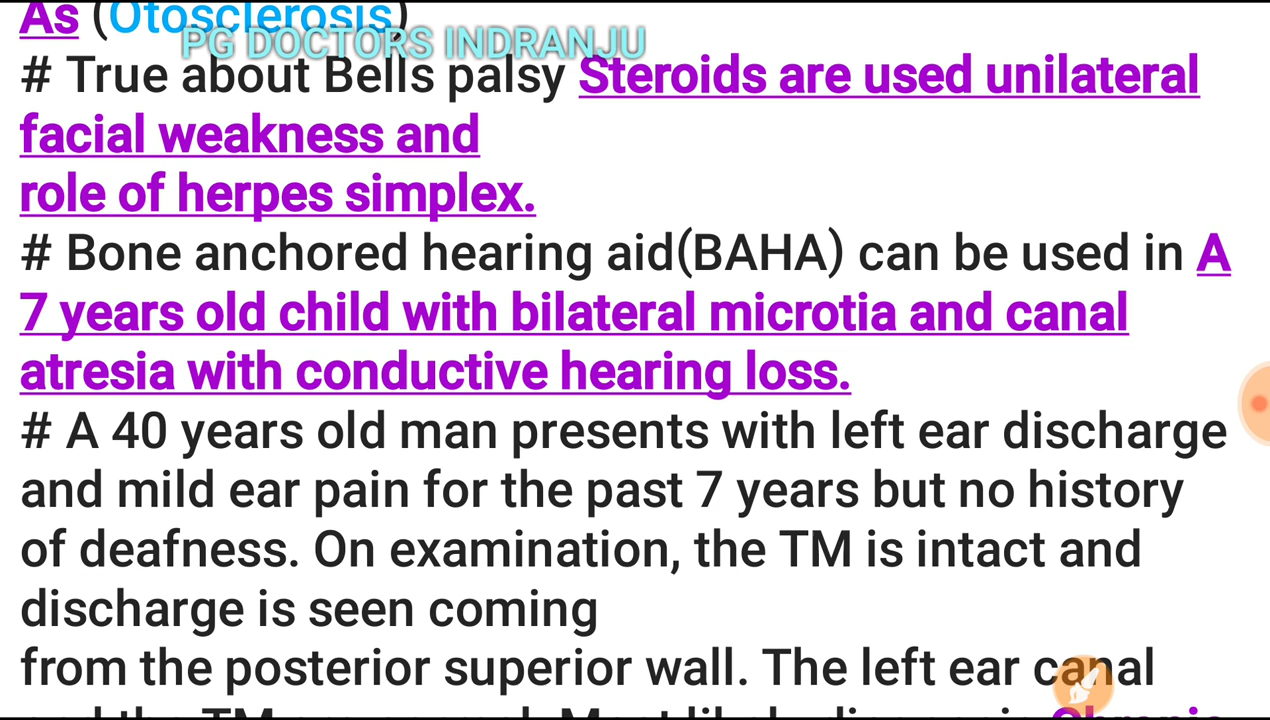 As (Otosclerosis)
PG DOCTORS INDRANJU
# True about Bells palsy Steroids are used unilateral
facial weakness and
role of herpes simplex.
# Bone anchored hearing aid(BAHA) can be used in A
7 years old child with bilateral microtia and canal
atresia with conductive hearing loss.
# A 40 years old man presents with left ear discharge
and mild ear pain for the past 7 years but no history
of deafness. On examination, the TM is intact and
discharge is seen coming
from the posterior superior wall. The left ear canal